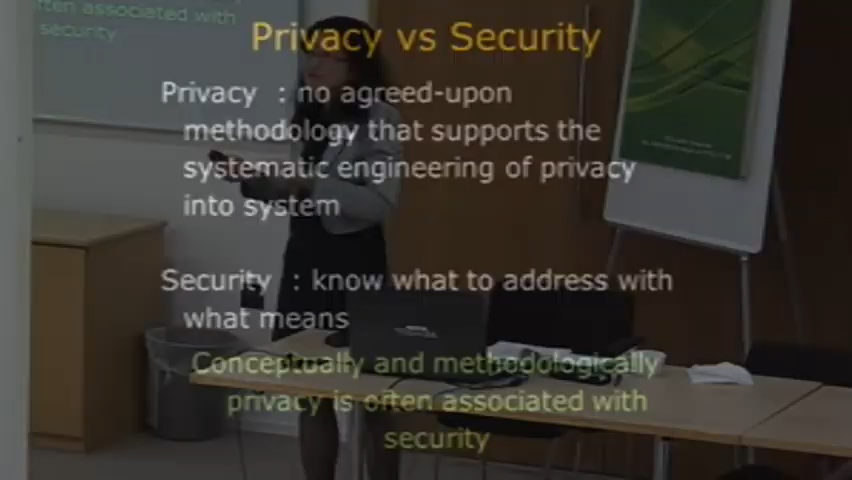 ften associated with
security
Privacy vs Security
Privacy : no agreed-upon
methodology that supports the
systematic engineering of privacy
into system
Security : know what to address with
what means
Conceptually and methodologically
privacy is often associated with
security